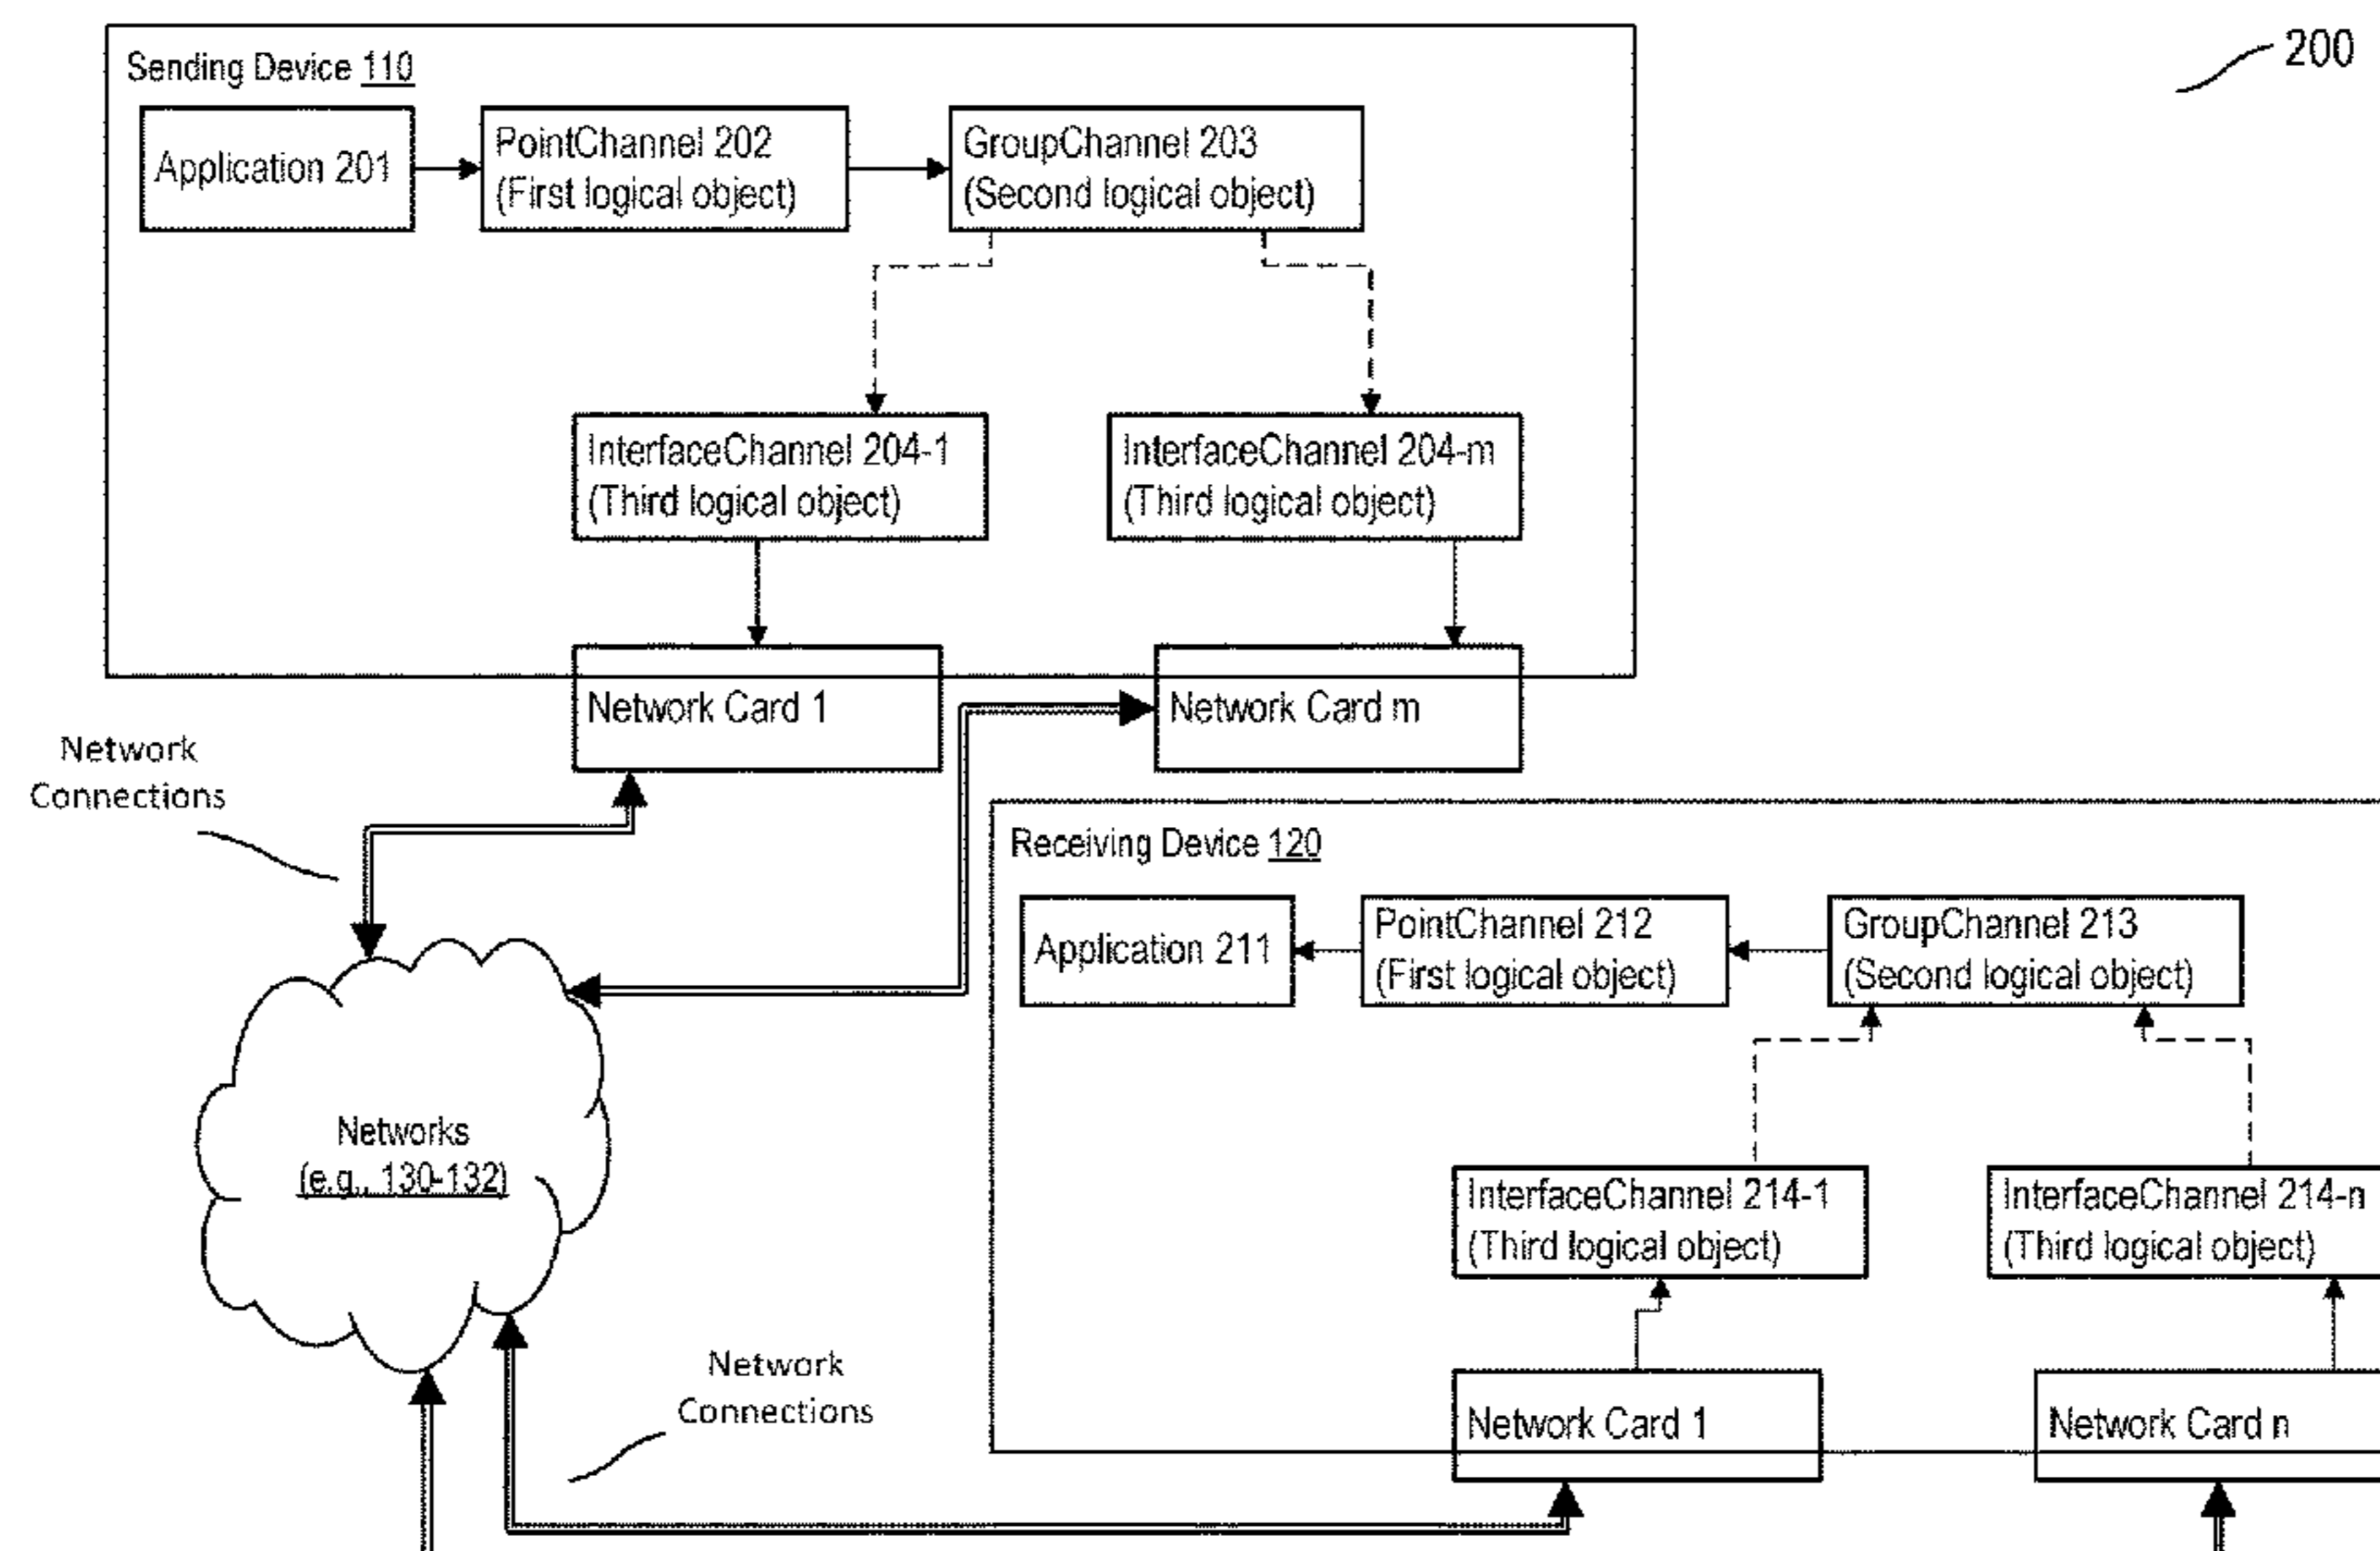 200
Sending Device 110
Application 201
PointChannel 202
(First logical object)
GroupChannel 203
(Second logical object)
InterfaceChannel 204-1
(Third logical object)
InterfaceChannel 204-m
(Third logical object)
Network Card 1
Network Card m
Network
Connections
Receiving Device 120
Application 211
PointChannel 212
(First logical object)
GroupChannel 213
(Second logical object)
Networks
(e.g., 130-132)
InterfaceChannel 214-1
(Third logical object)
InterfaceChannel 214-n
(Third logical object)
Network
Connections
Network Card 1
Network Card n